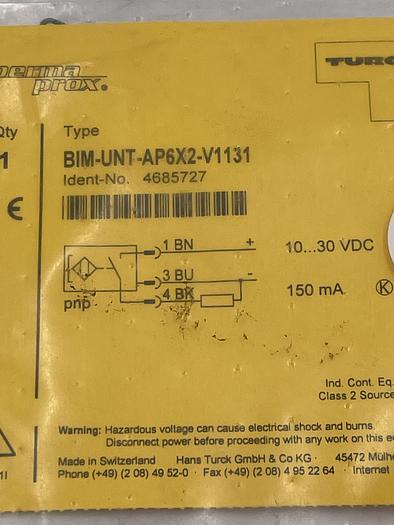 perma
prox.®
TURC
Qty
Type
1
BIM-UNT-AP6X2-V1131
Ident-No. 4685727
CE
1 BN + 10...30 VDC
3 BU -
pnp 4 BK 150 mA
Ind. Cont. Eq.
Class 2 Source
Warning: Hazardous voltage can cause electrical shock and burns.
Disconnect power before proceeding with any work on this e
Made in Switzerland Hans Turck GmbH & Co KG · 45472 Mülhe
Phone (+49) (2 08) 49 52-0 · Fax (+49) (2 08) 4 95 22 64 · Internet